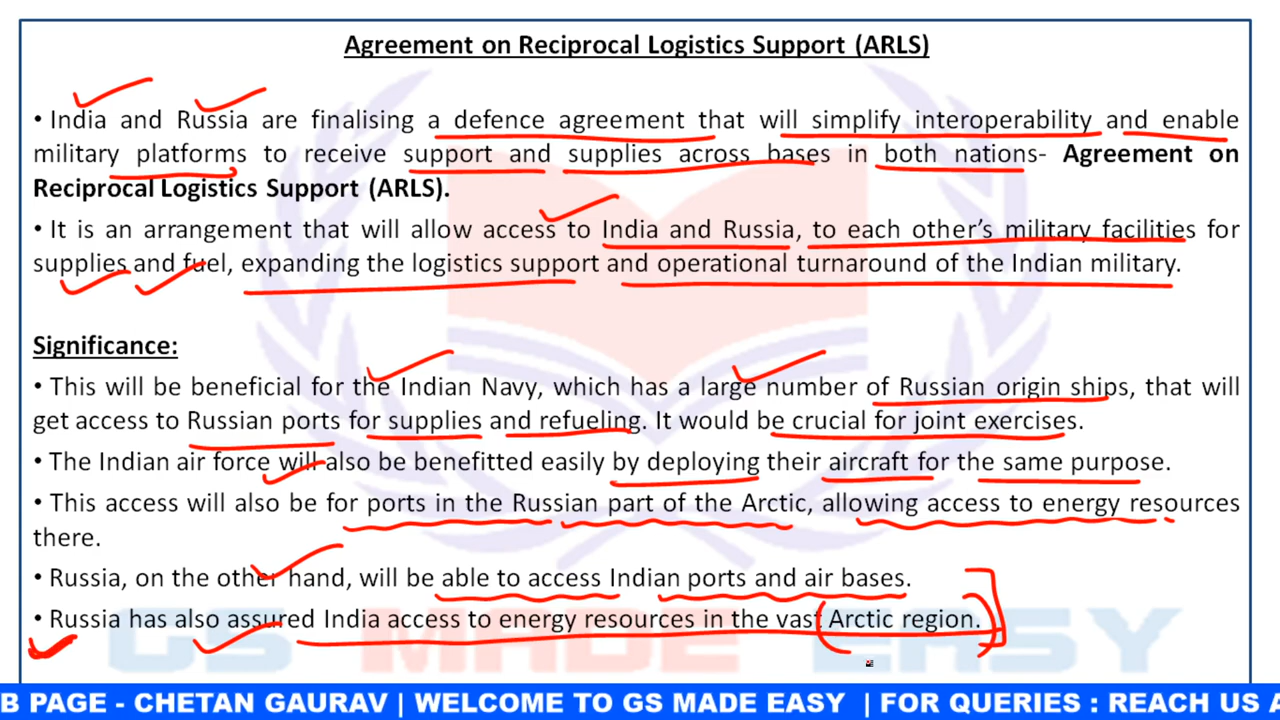 Agreement on Reciprocal Logistics Support (ARLS)
• India and Russia are finalising a defence agreement that will simplify interoperability and enable
military platforms to receive support and supplies across bases in both nations- Agreement on
Reciprocal Logistics Support (ARLS).
• It is an arrangement that will allow access to India and Russia, to each other's military facilities for
supplies and fuel, expanding the logistics support and operational turnaround of the Indian military.
Significance:
• This will be beneficial for the Indian Navy, which has a large number of Russian origin ships, that will
get access to Russian ports for supplies and refueling. It would be crucial for joint exercises.
• The Indian air force will also be benefitted easily by deploying their aircraft for the same purpose.
• This access will also be for ports in the Russian part of the Arctic, allowing access to energy resources
there.
• Russia, on the other hand, will be able to access Indian ports and air bases.
• Russia has also assured India access to energy resources in the vast Arctic region.
GS MADE EASY
B PAGE - CHETAN GAURAV | WELCOME TO GS MADE EASY | FOR QUERIES : REACH US A